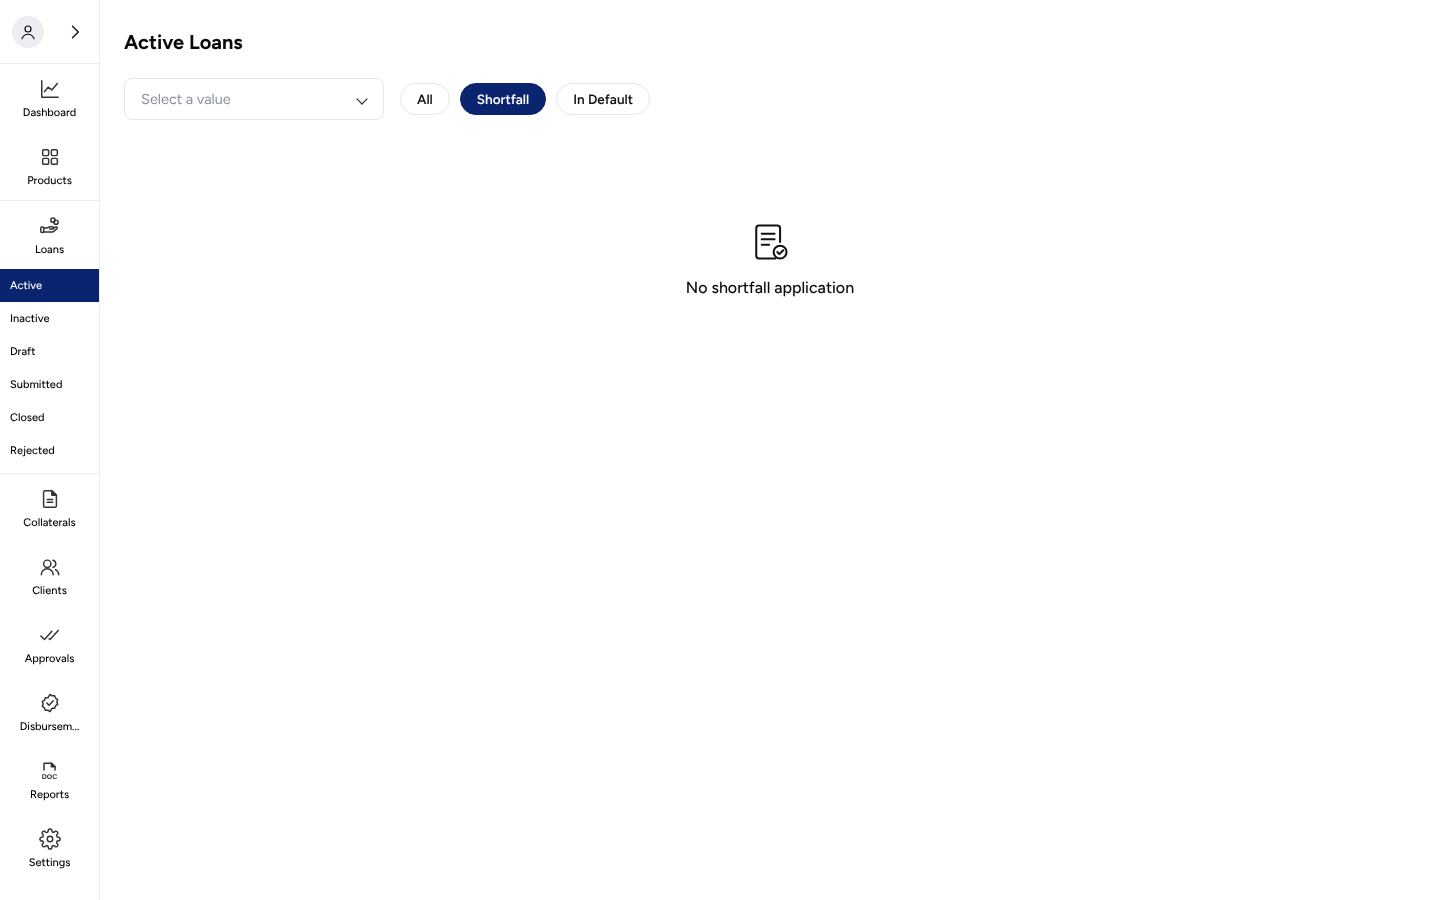 Active Loans
Select a value
All
Shortfall
In Default
No shortfall application
Dashboard
Products
Loans
Active
Inactive
Draft
Submitted
Closed
Rejected
Collaterals
Clients
Approvals
Disbursem...
DOC
Reports
Settings